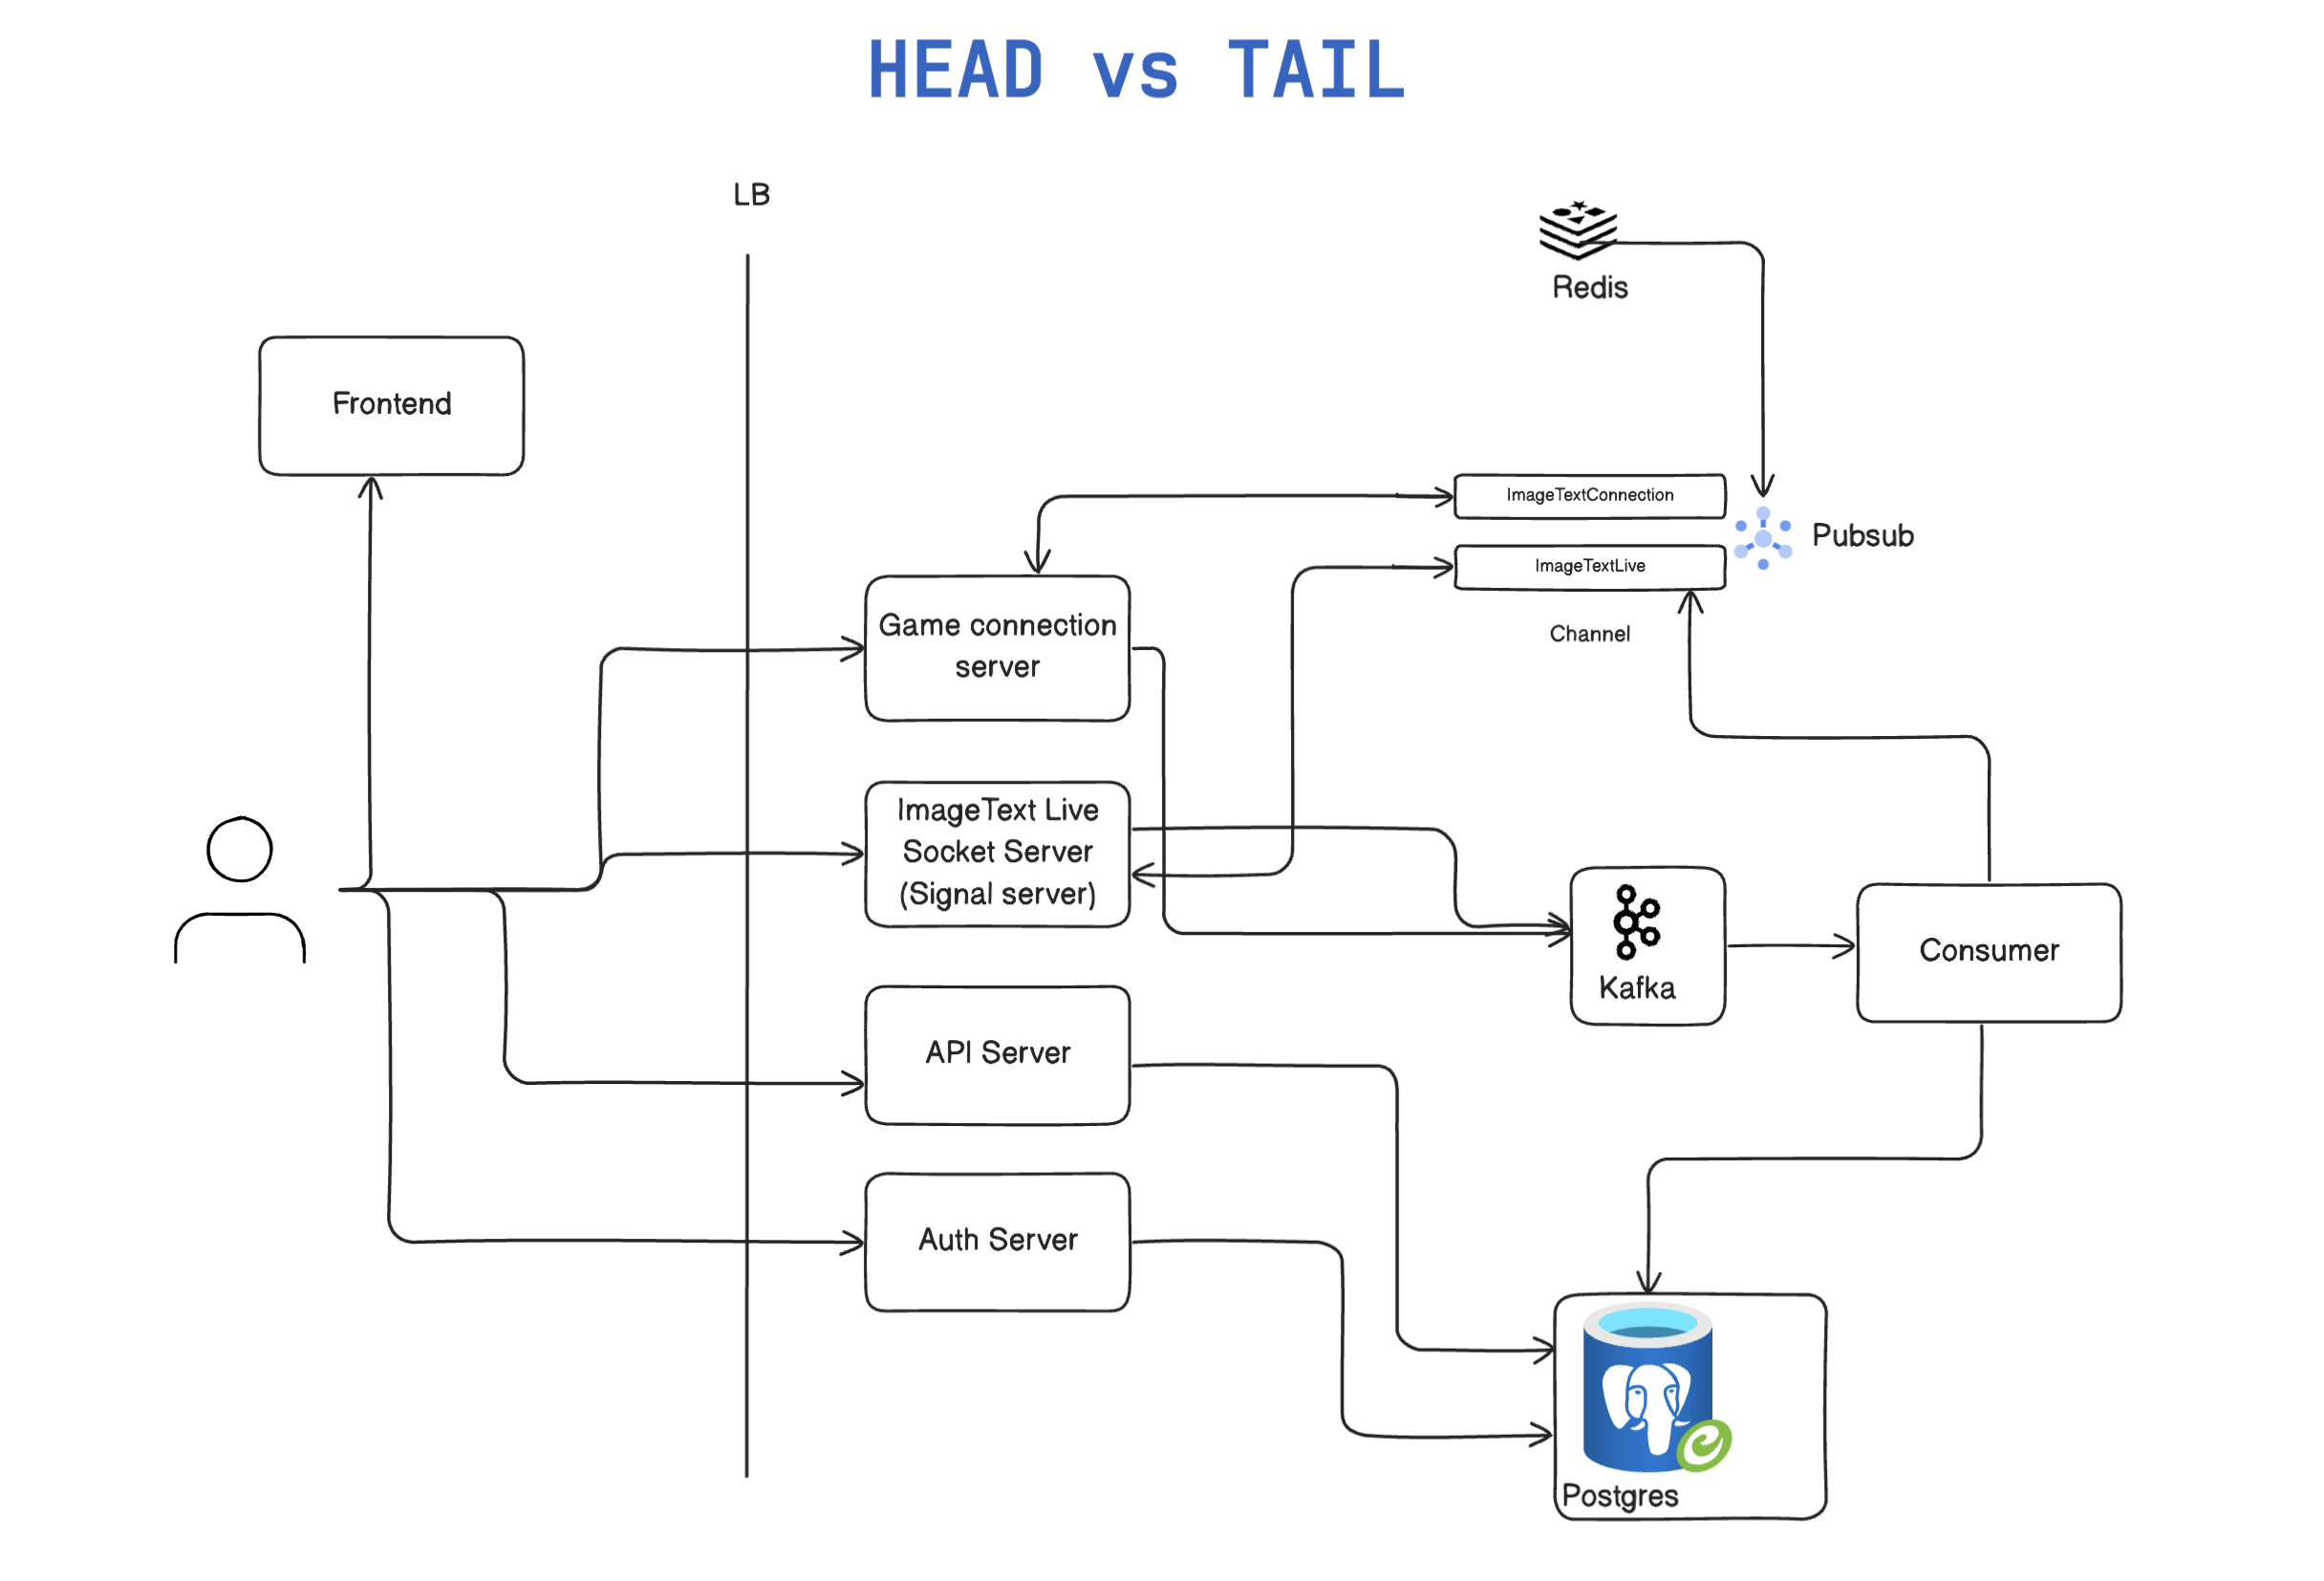 HEAD vs TAIL
LB
Redis
Frontend
ImageTextConnection
Pubsub
ImageTextLive
Channel
Game connection
server
ImageText Live
Socket Server
(Signal server)
Kafka
Consumer
API Server
Auth Server
Postgres